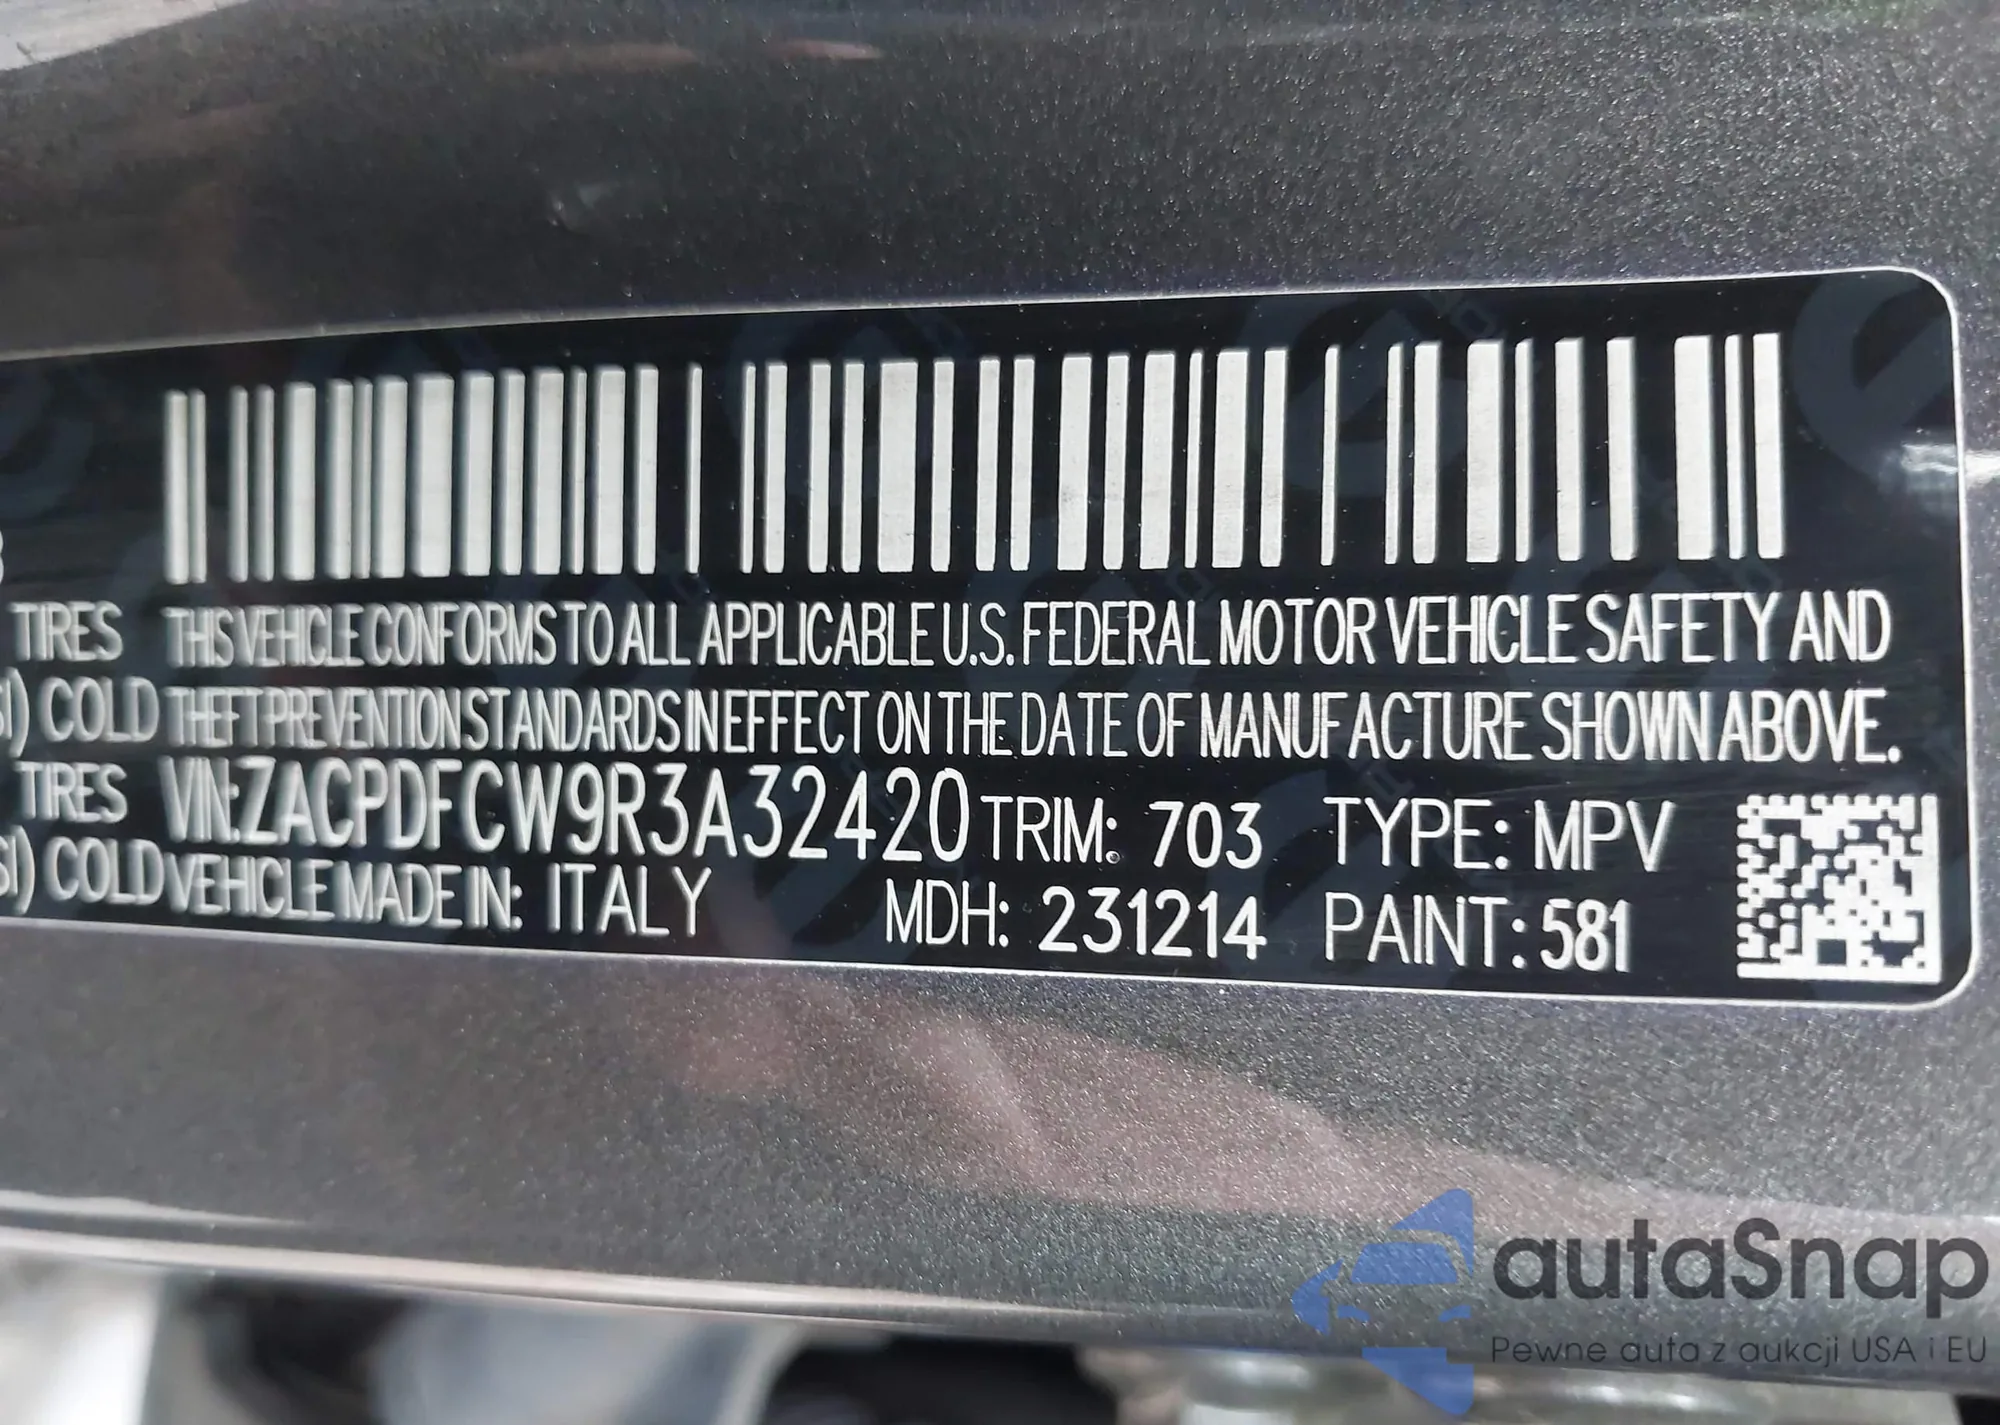 TIRES THIS VEHICLE CONFORMS TO ALL APPLICABLE U.S. FEDERAL MOTOR VEHICLE SAFETY AND
COLD THEFT PREVENTION STANDARDS IN EFFECT ON THE DATE OF MANUFACTURE SHOWN ABOVE.
TIRES VIN:ZACPDFCW9R3A32420 TRIM: 703 TYPE: MPV
COLD VEHICLE MADE IN: ITALY MDH: 231214 PAINT: 581
autaSnap
Pewne auta z aukcji USA i EU